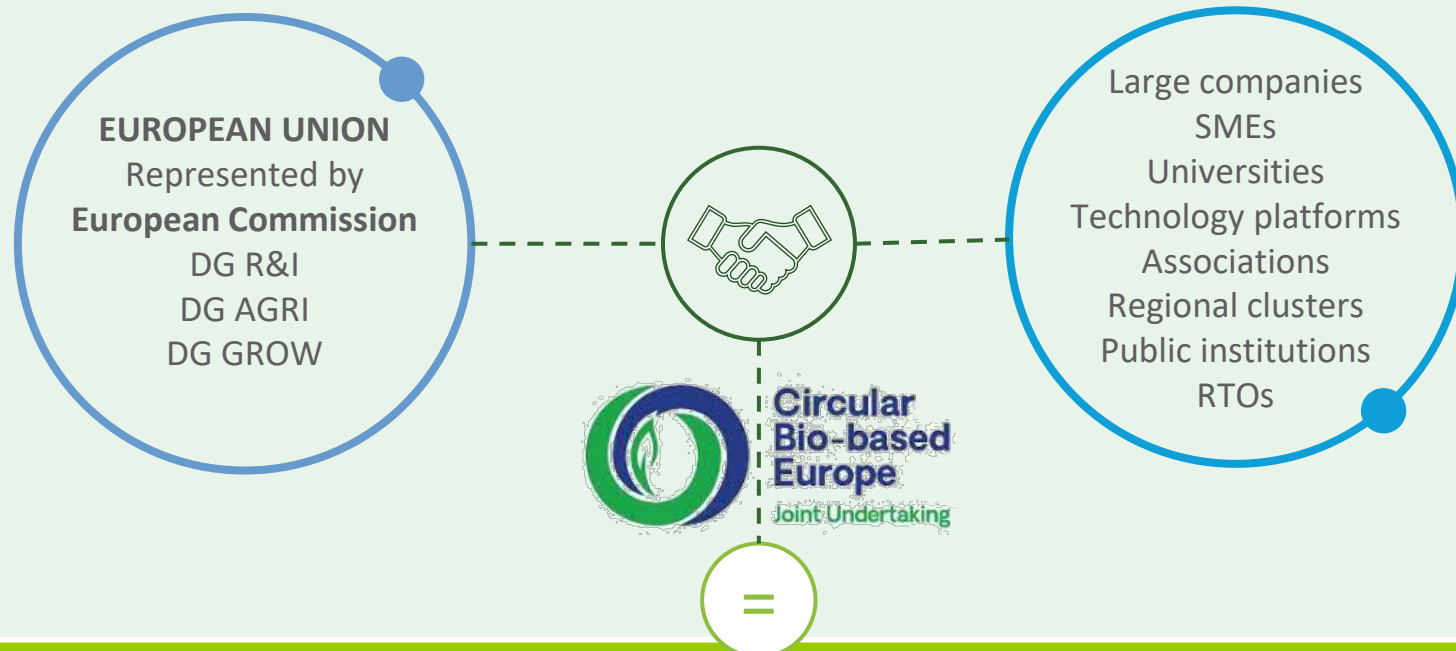 EUROPEAN UNION
Represented by
European Commission
DG R&I
DG AGRI
DG GROW
Large companies
SMEs
Universities
Technology platforms
Associations
Regional clusters
Public institutions
RTOs
Circular
Bio-based
Europe
Joint Undertaking
=